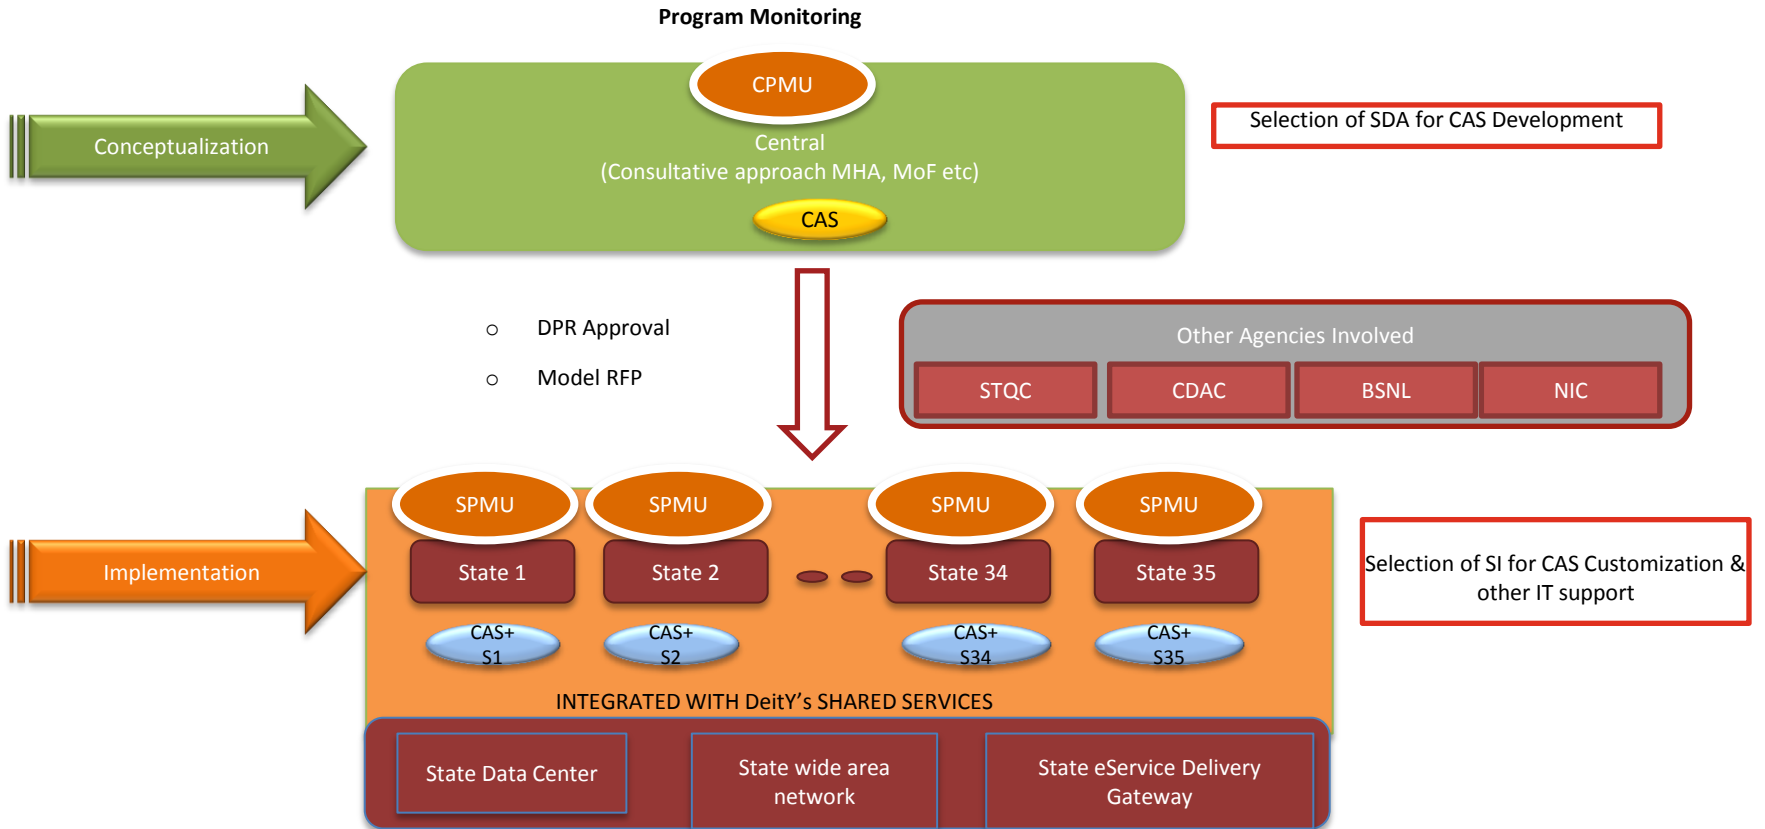 Program Monitoring
CPMU
Conceptualization
Central
(Consultative approach MHA, MoF etc)
CAS
Selection of SDA for CAS Development
o DPR Approval
o Model RFP
Other Agencies Involved
STQC CDAC BSNL NIC
SPMU SPMU SPMU SPMU
Implementation
State 1 State 2 State 34 State 35
CAS+
S1
CAS+
S2
CAS+
S34
CAS+
S35
Selection of SI for CAS Customization &
other IT support
INTEGRATED WITH DeitY’s SHARED SERVICES
State Data Center
State wide area
network
State eService Delivery
Gateway